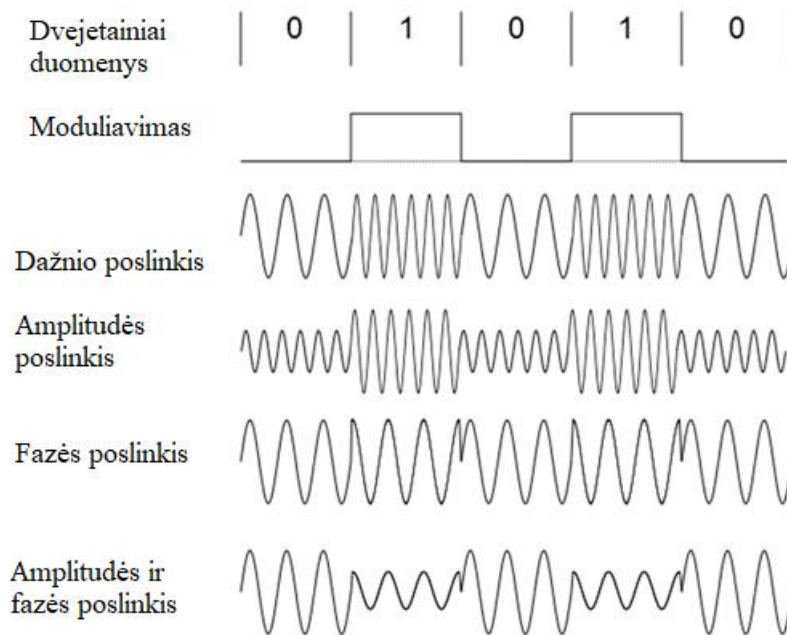 Dvejetainiai 0 1 0 1 0
duomenys
Moduliavimas
Dažnio poslinkis
Amplitudės
poslinkis
Fazės poslinkis
Amplitudės ir
fazės poslinkis